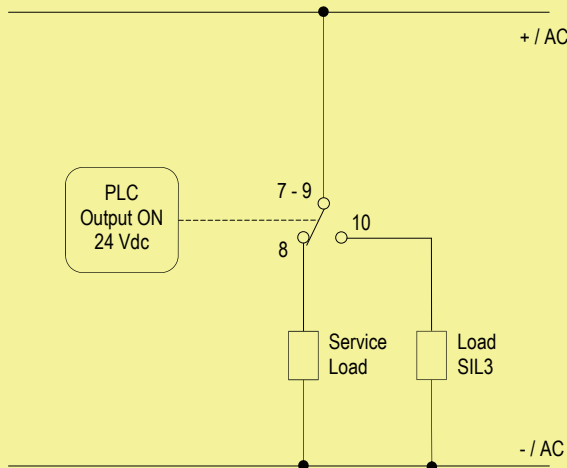 + / AC
PLC
Output ON
24 Vdc
7 - 9
10
8
Service
Load
Load
SIL3
- / AC